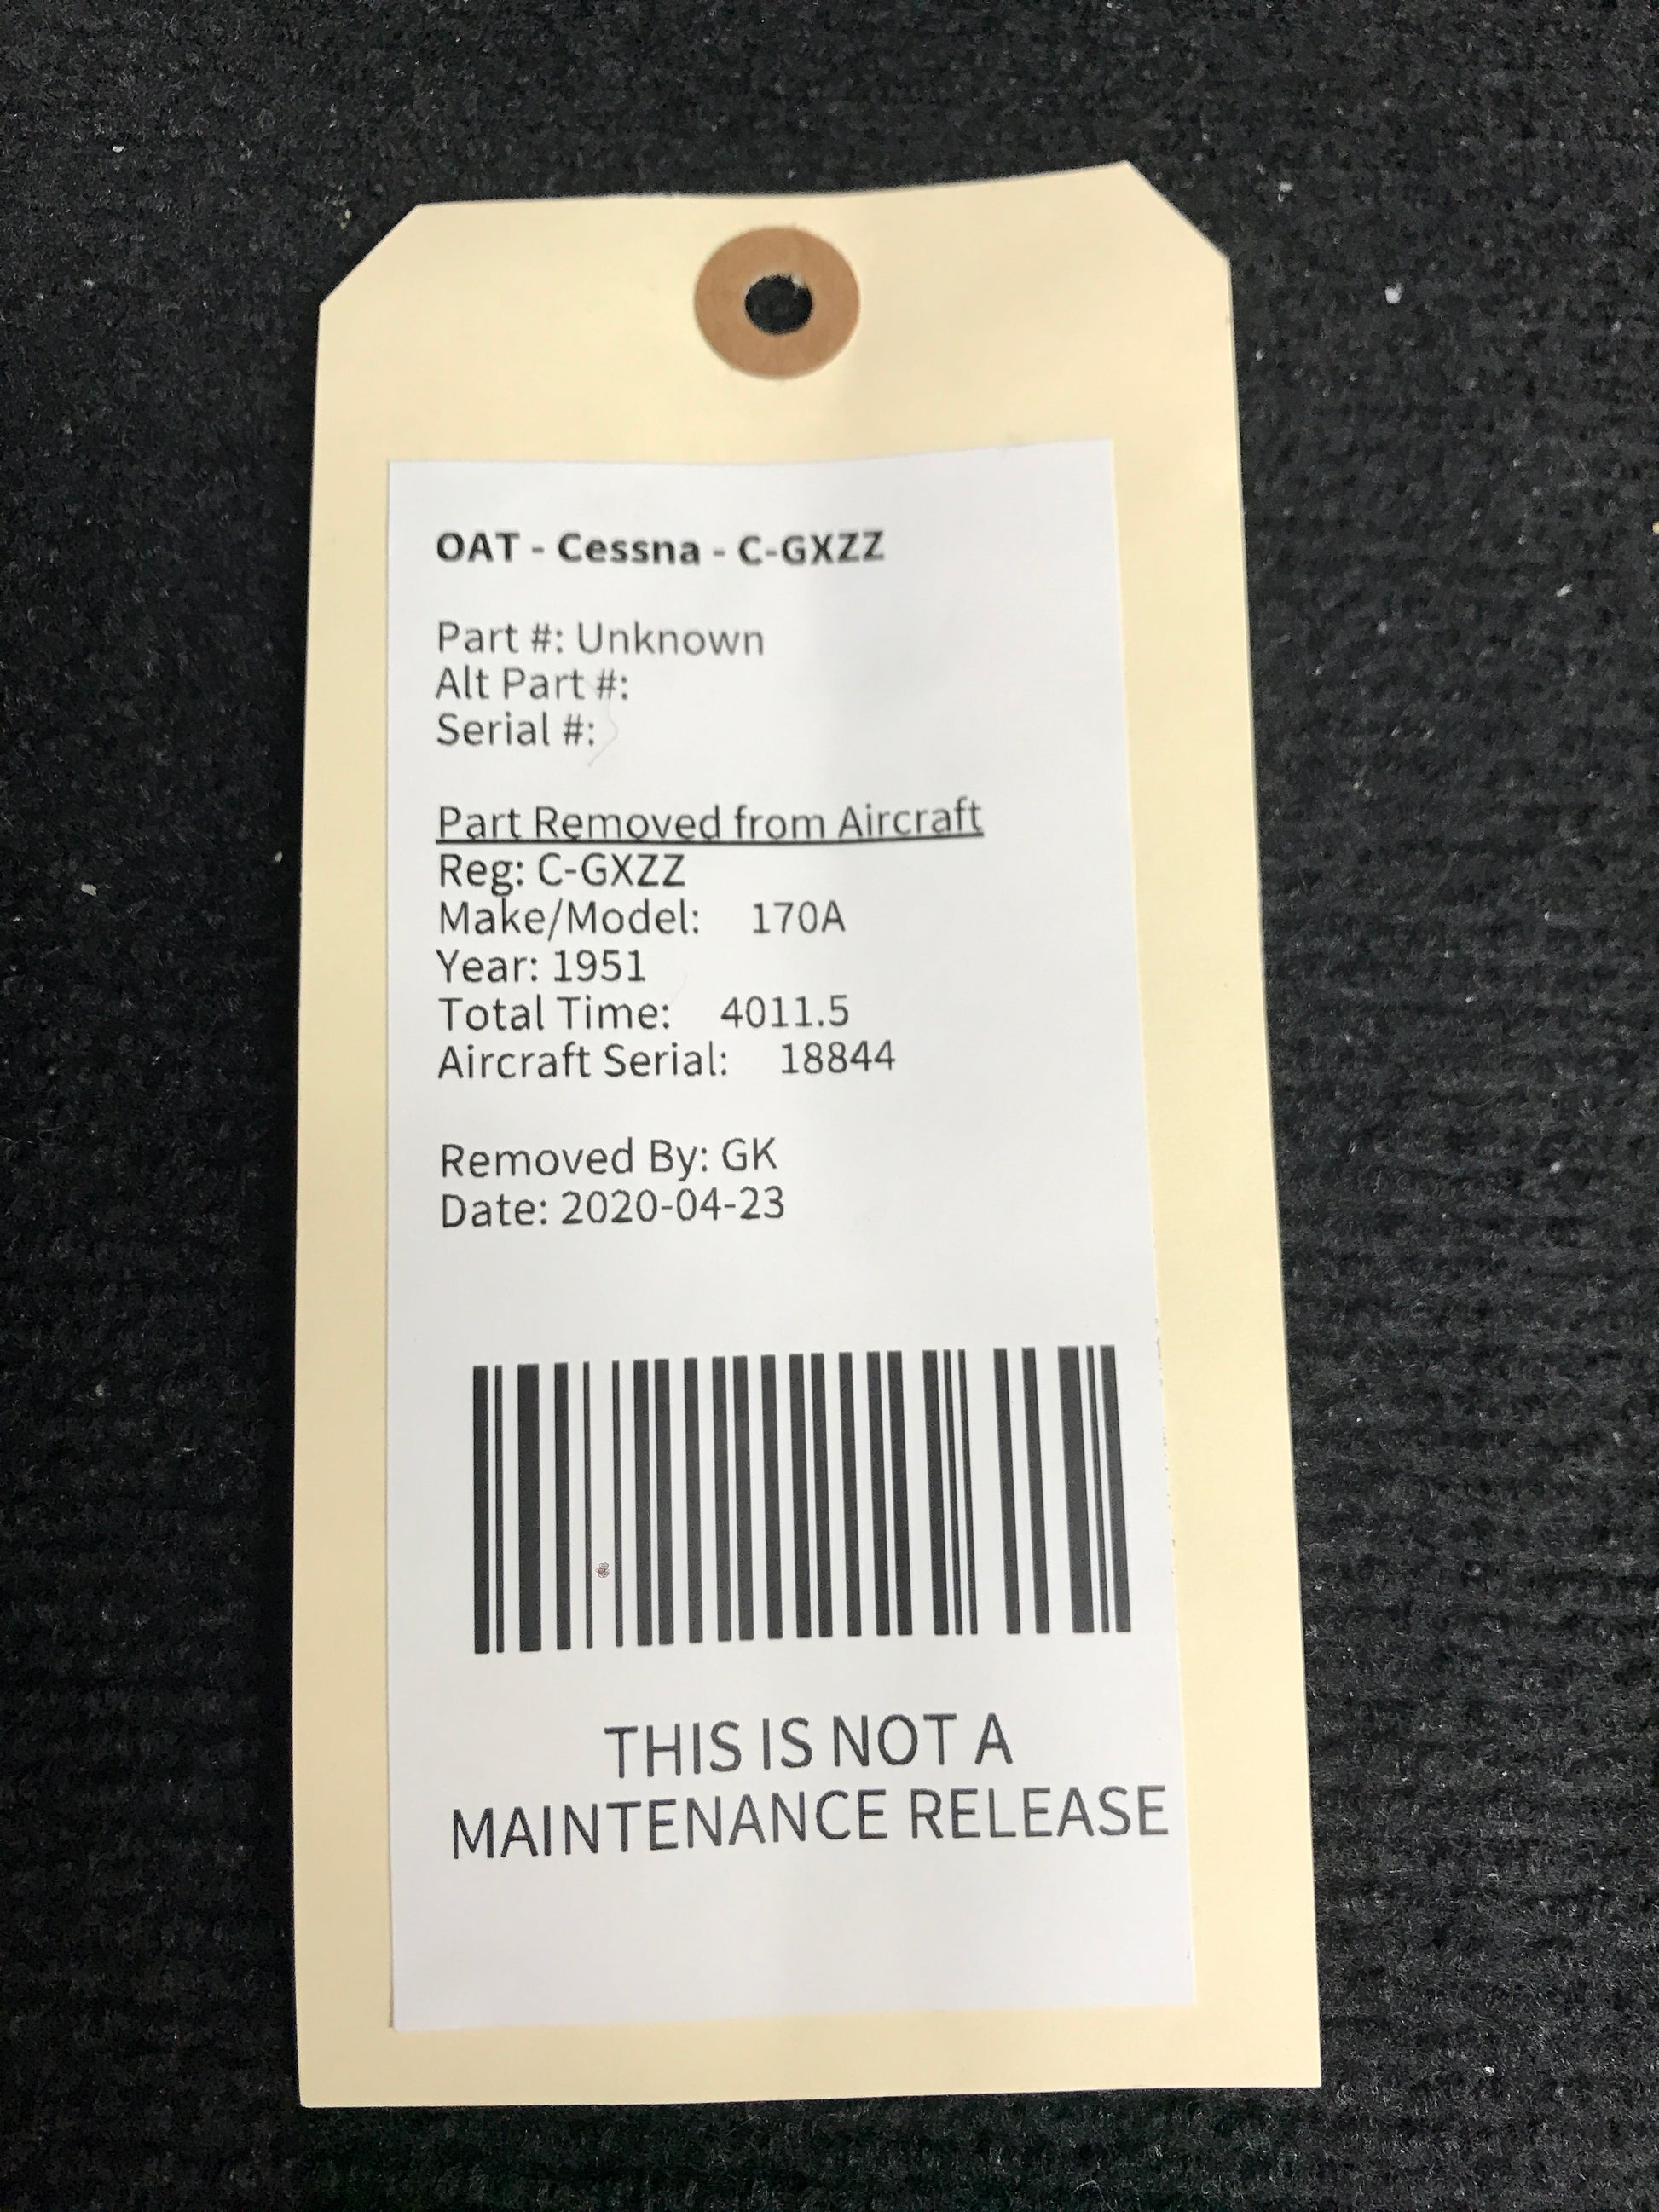 OAT - Cessna - C-GXZZ
Part #: Unknown
Alt Part #:
Serial #:
Part Removed from Aircraft
Reg: C-GXZZ
Make/Model: 170A
Year: 1951
Total Time: 4011.5
Aircraft Serial: 18844
Removed By: GK
Date: 2020-04-23
THIS IS NOT A
MAINTENANCE RELEASE